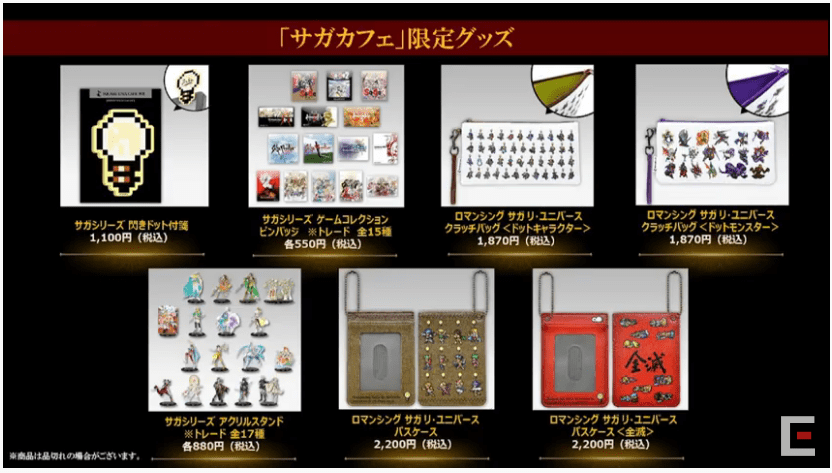 「サガカフェ」限定グッズ
サガシリーズ 閃きドット付箋
1,100円（税込）
サガシリーズ ゲームコレクション
ピンバッジ ※トレード 全15種
各550円（税込）
ロマンシング サガ リ・ユニバース
クラッチバッグ＜ドットキャラクター＞
1,870円（税込）
ロマンシング サガ リ・ユニバース
クラッチバッグ＜ドットモンスター＞
1,870円（税込）
サガシリーズ アクリルスタンド
※トレード 全17種
各880円（税込）
ロマンシング サガ リ・ユニバース
パスケース
2,200円（税込）
全滅
ロマンシング サガ リ・ユニバース
パスケース＜全滅＞
2,200円（税込）
※商品は品切れの場合がございます。